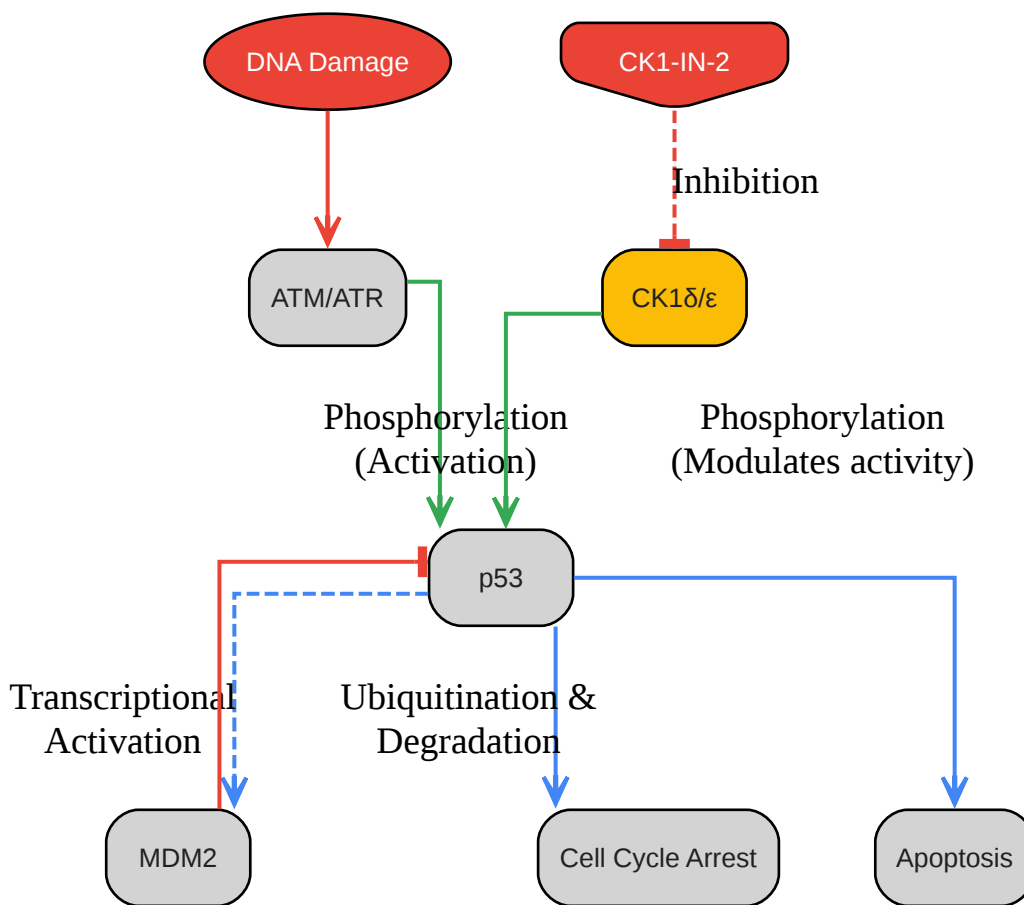 DNA Damage
CK1-IN-2
Inhibition
ATM/ATR
CK1δ/ε
Phosphorylation
(Activation)
Phosphorylation
(Modulates activity)
p53
Transcriptional
Activation
Ubiquitination &
Degradation
MDM2
Cell Cycle Arrest
Apoptosis